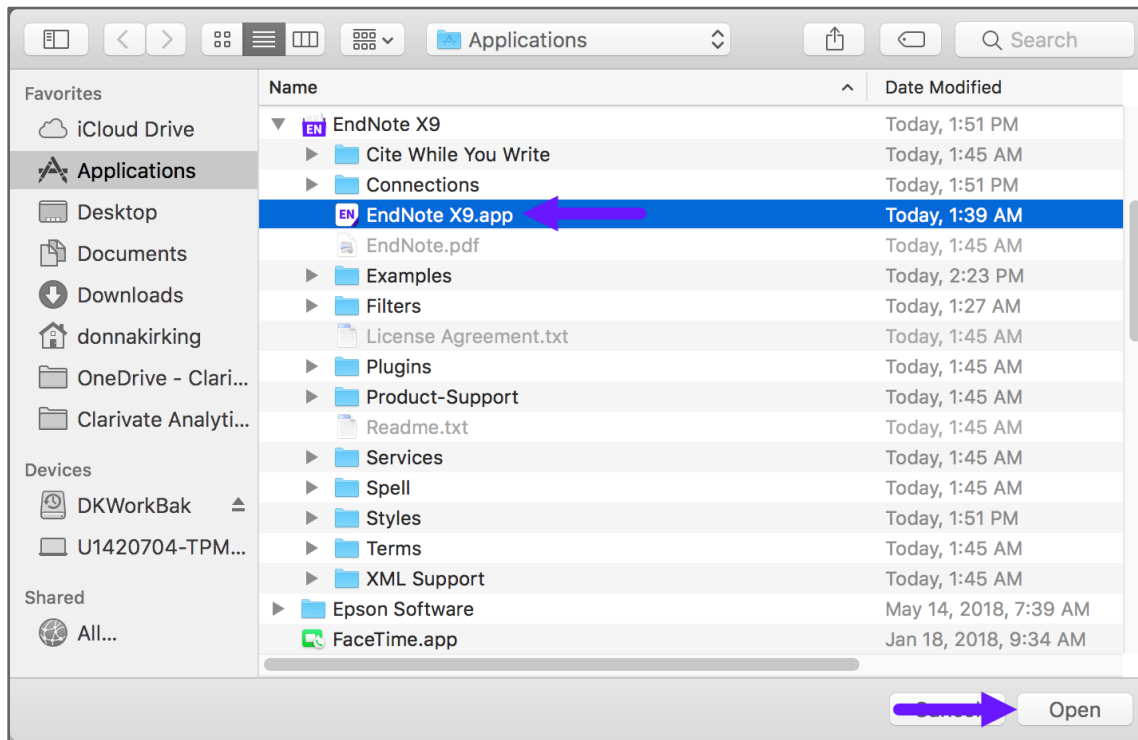 Applications
Search
Favorites
iCloud Drive
Applications
Desktop
Documents
Downloads
donnakirking
OneDrive - Clari...
Clarivate Analyti...
Devices
DKWorkBak
U1420704-TPM...
Shared
All...
Name Date Modified
EN EndNote X9 Today, 1:51 PM
Cite While You Write Today, 1:45 AM
Connections Today, 1:51 PM
EN EndNote X9.app Today, 1:39 AM
EndNote.pdf Today, 1:45 AM
Examples Today, 2:23 PM
Filters Today, 1:27 AM
License Agreement.txt Today, 1:45 AM
Plugins Today, 1:45 AM
Product-Support Today, 1:45 AM
Readme.txt Today, 1:45 AM
Services Today, 1:45 AM
Spell Today, 1:45 AM
Styles Today, 1:51 PM
Terms Today, 1:45 AM
XML Support Today, 1:45 AM
Epson Software May 14, 2018, 7:39 AM
FaceTime.app Jan 18, 2018, 9:34 AM
Open